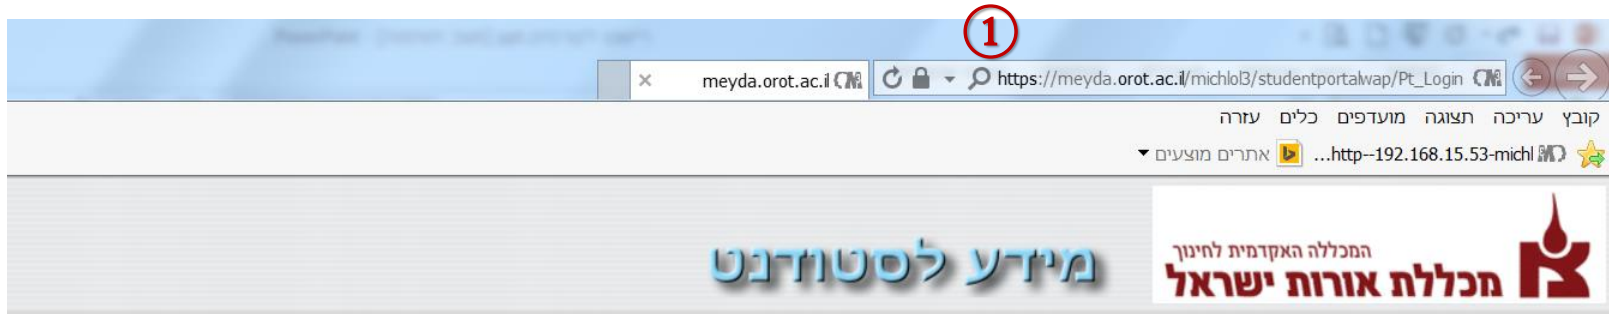 ①
https://meyda.orot.ac.il/michlol3/studentportalwap/Pt_Login
meyda.orot.ac.il
קובץ עריכה תצוגה מועדפים כלים עזרה
http--192.168.15.53-michl... אתרים מוצעים
מידע לסטודנט
המכללה האקדמית לחינוך
מכללת אורות ישראל